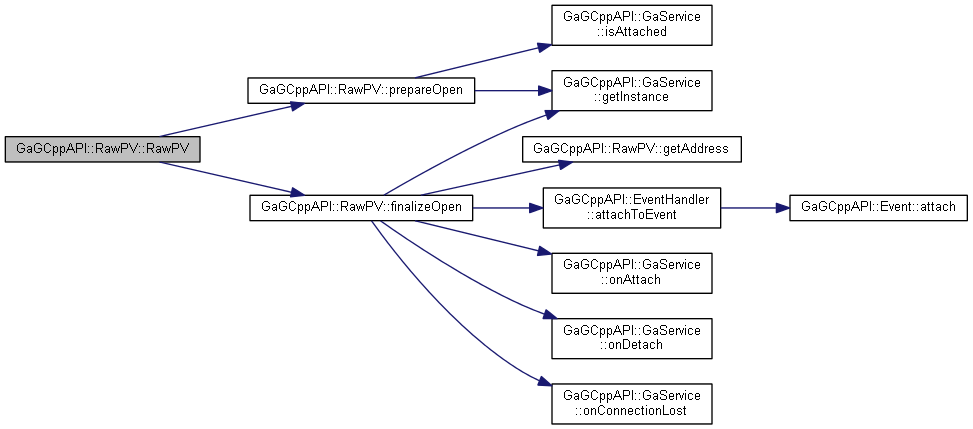 GaGCppAPI::GaService
::isAttached
GaGCppAPI::RawPV::prepareOpen
GaGCppAPI::GaService
::getInstance
GaGCppAPI::RawPV::RawPV
GaGCppAPI::RawPV::getAddress
GaGCppAPI::RawPV::finalizeOpen
GaGCppAPI::EventHandler
::attachToEvent
GaGCppAPI::Event::attach
GaGCppAPI::GaService
::onAttach
GaGCppAPI::GaService
::onDetach
GaGCppAPI::GaService
::onConnectionLost